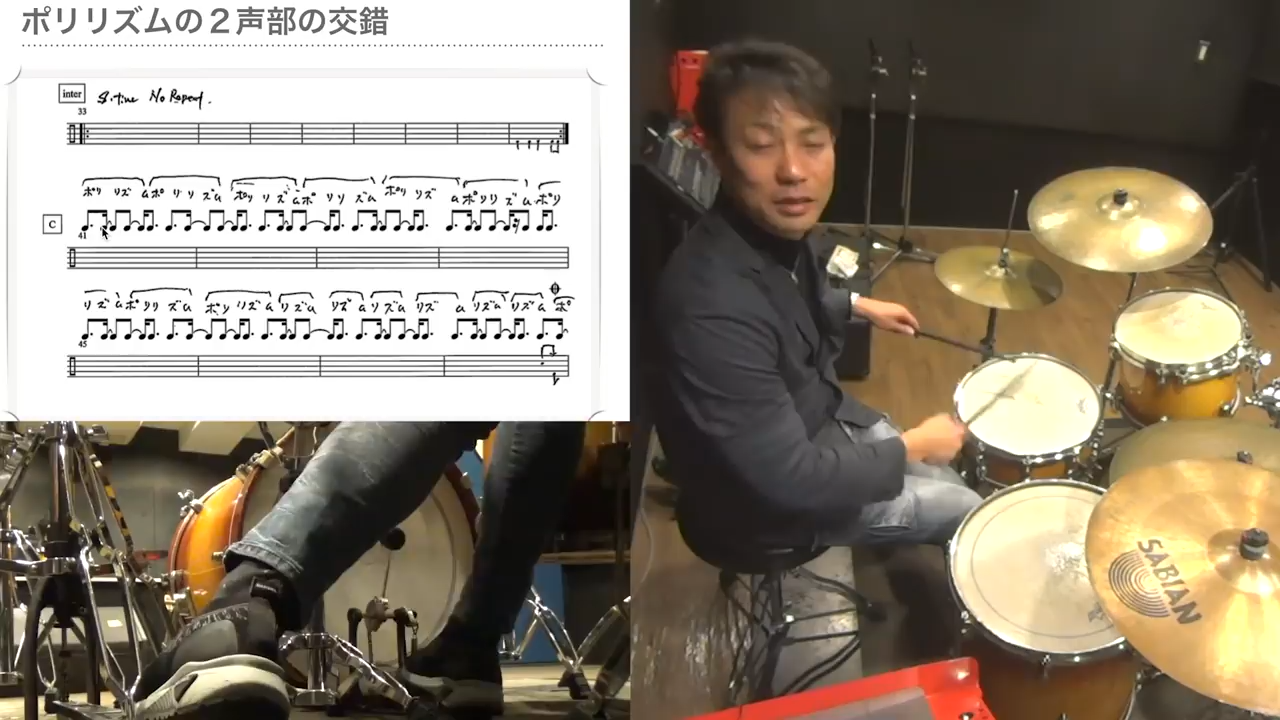 ポリリズムの２声部の交錯
inter
No Repeat.
33
ポリ リズ ムポ リリ ズム ポリ リズ ムポ リリ ズム ポリ リズ ムポリリズ ム ポリ
C
41
リズ ムポリリ ズム ポリ リズム リズム リズム リズム リズ ム リズム リズム ポ
45
SABIAN